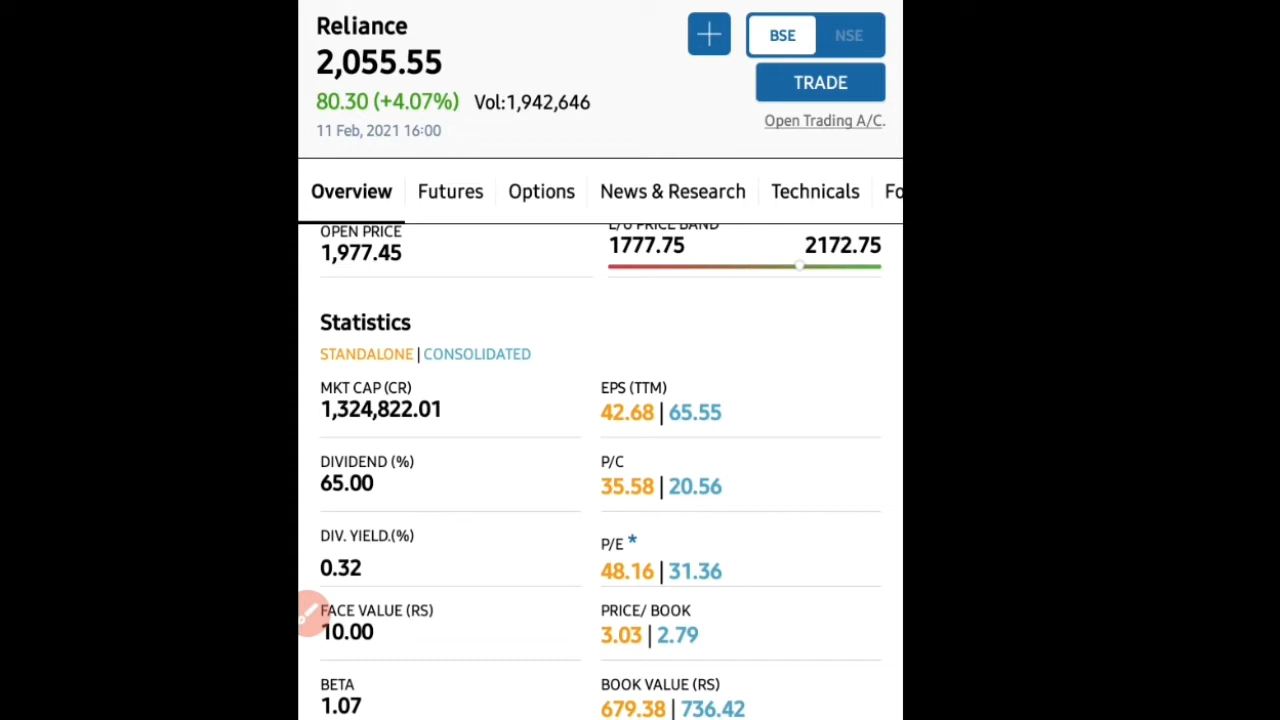 Reliance
2,055.55
80.30 (+4.07%) Vol:1,942,646
11 Feb, 2021 16:00
BSE NSE
TRADE
Open Trading A/C.
Overview Futures Options News & Research Technicals Fo
OPEN PRICE
1,977.45
L/U PRICE BAND
1777.75 2172.75
Statistics
STANDALONE | CONSOLIDATED
MKT CAP (CR)
1,324,822.01
EPS (TTM)
42.68 | 65.55
DIVIDEND (%)
65.00
P/C
35.58 | 20.56
DIV. YIELD.(%)
0.32
P/E *
48.16 | 31.36
FACE VALUE (RS)
10.00
PRICE/ BOOK
3.03 | 2.79
BETA
1.07
BOOK VALUE (RS)
679.38 | 736.42